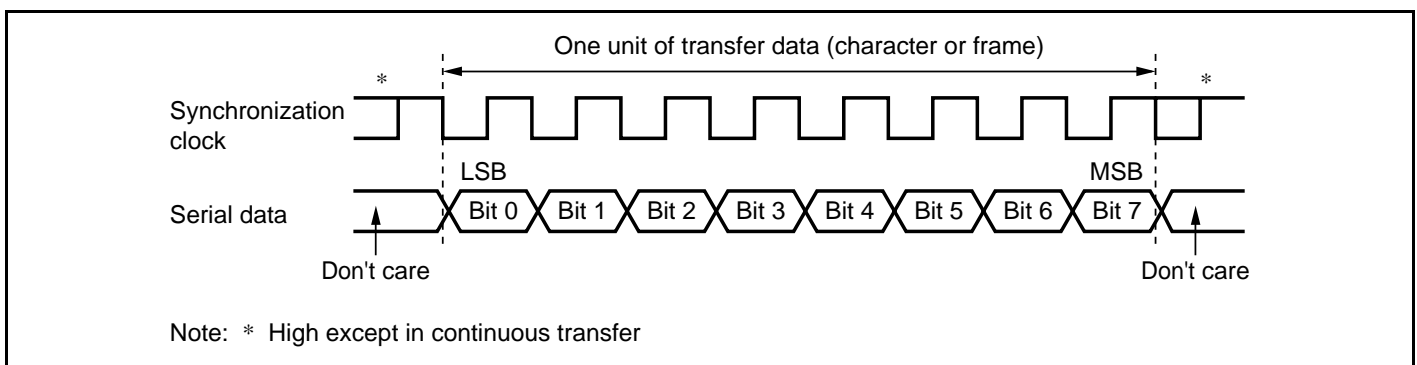 One unit of transfer data (character or frame)
* *
Synchronization
clock
LSB MSB
Serial data Bit 0 Bit 1 Bit 2 Bit 3 Bit 4 Bit 5 Bit 6 Bit 7
Don't care Don't care
Note: * High except in continuous transfer